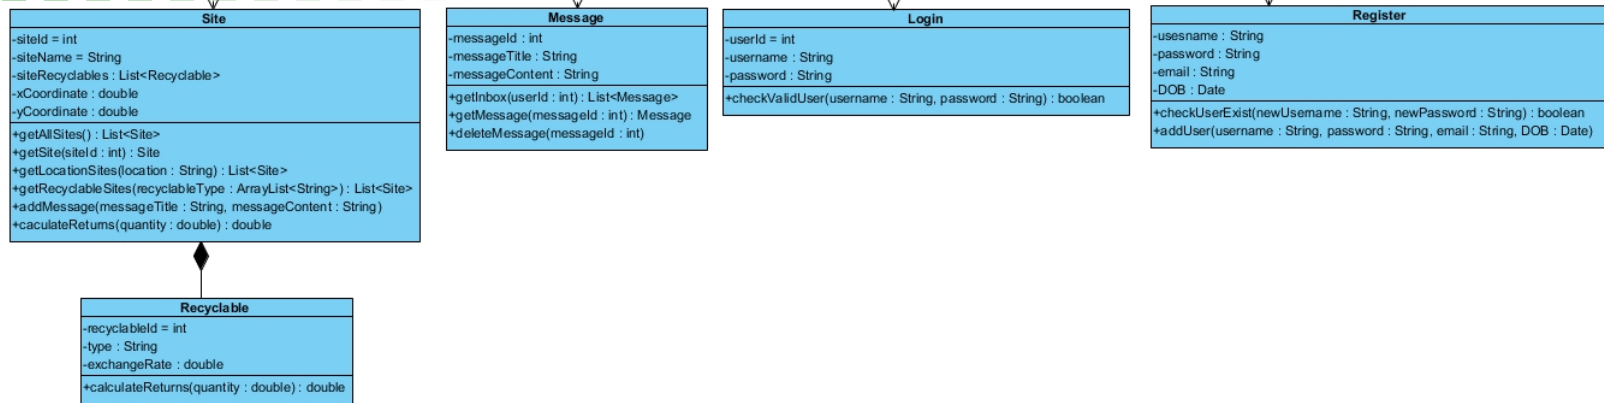 Site
-siteId = int
-siteName = String
-siteRecyclables : List<Recyclable>
-xCoordinate : double
-yCoordinate : double
+getAllSites() : List<Site>
+getSite(siteId : int) : Site
+getLocationSites(location : String) : List<Site>
+getRecyclableSites(recyclableType : ArrayList<String>) : List<Site>
+addMessage(messageTitle : String, messageContent : String)
+caculateReturns(quantity : double) : double
Recyclable
-recyclableId = int
-type : String
-exchangeRate : double
+calculateReturns(quantity : double) : double
Message
-messageId : int
-messageTitle : String
-messageContent : String
+getInbox(userId : int) : List<Message>
+getMessage(messageId : int) : Message
+deleteMessage(messageId : int)
Login
-userId = int
-username : String
-password : String
+checkValidUser(username : String, password : String) : boolean
Register
-usesname : String
-password : String
-email : String
-DOB : Date
+checkUserExist(newUsername : String, newPassword : String) : boolean
+addUser(username : String, password : String, email : String, DOB : Date)